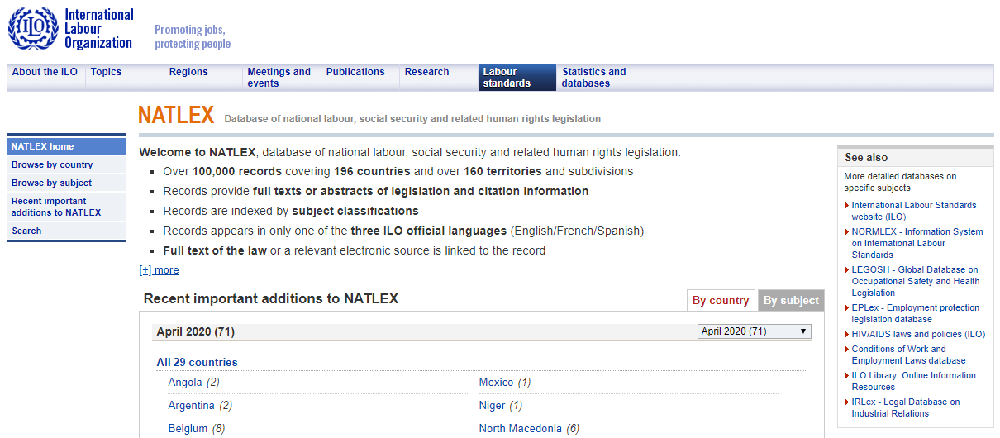 International
Labour
Organization
Promoting jobs,
protecting people
About the ILO
Topics
Regions
Meetings and
events
Publications
Research
Labour
standards
Statistics and
databases
NATLEX Database of national labour, social security and related human rights legislation
NATLEX home
Browse by country
Browse by subject
Recent important
additions to NATLEX
Search
Welcome to NATLEX, database of national labour, social security and related human rights legislation:
Over 100,000 records covering 196 countries and over 160 territories and subdivisions
Records provide full texts or abstracts of legislation and citation information
Records are indexed by subject classifications
Records appears in only one of the three ILO official languages (English/French/Spanish)
Full text of the law or a relevant electronic source is linked to the record
[+] more
Recent important additions to NATLEX
By country
By subject
April 2020 (71)
April 2020 (71)
All 29 countries
Angola (2)
Mexico (1)
Argentina (2)
Niger (1)
Belgium (8)
North Macedonia (6)
See also
More detailed databases on
specific subjects
International Labour Standards
website (ILO)
NORMLEX - Information System
on International Labour
Standards
LEGOSH - Global Database on
Occupational Safety and Health
Legislation
EPLex - Employment protection
legislation database
HIV/AIDS laws and policies (ILO)
Conditions of Work and
Employment Laws database
ILO Library: Online Information
Resources
IRLex - Legal Database on
Industrial Relations